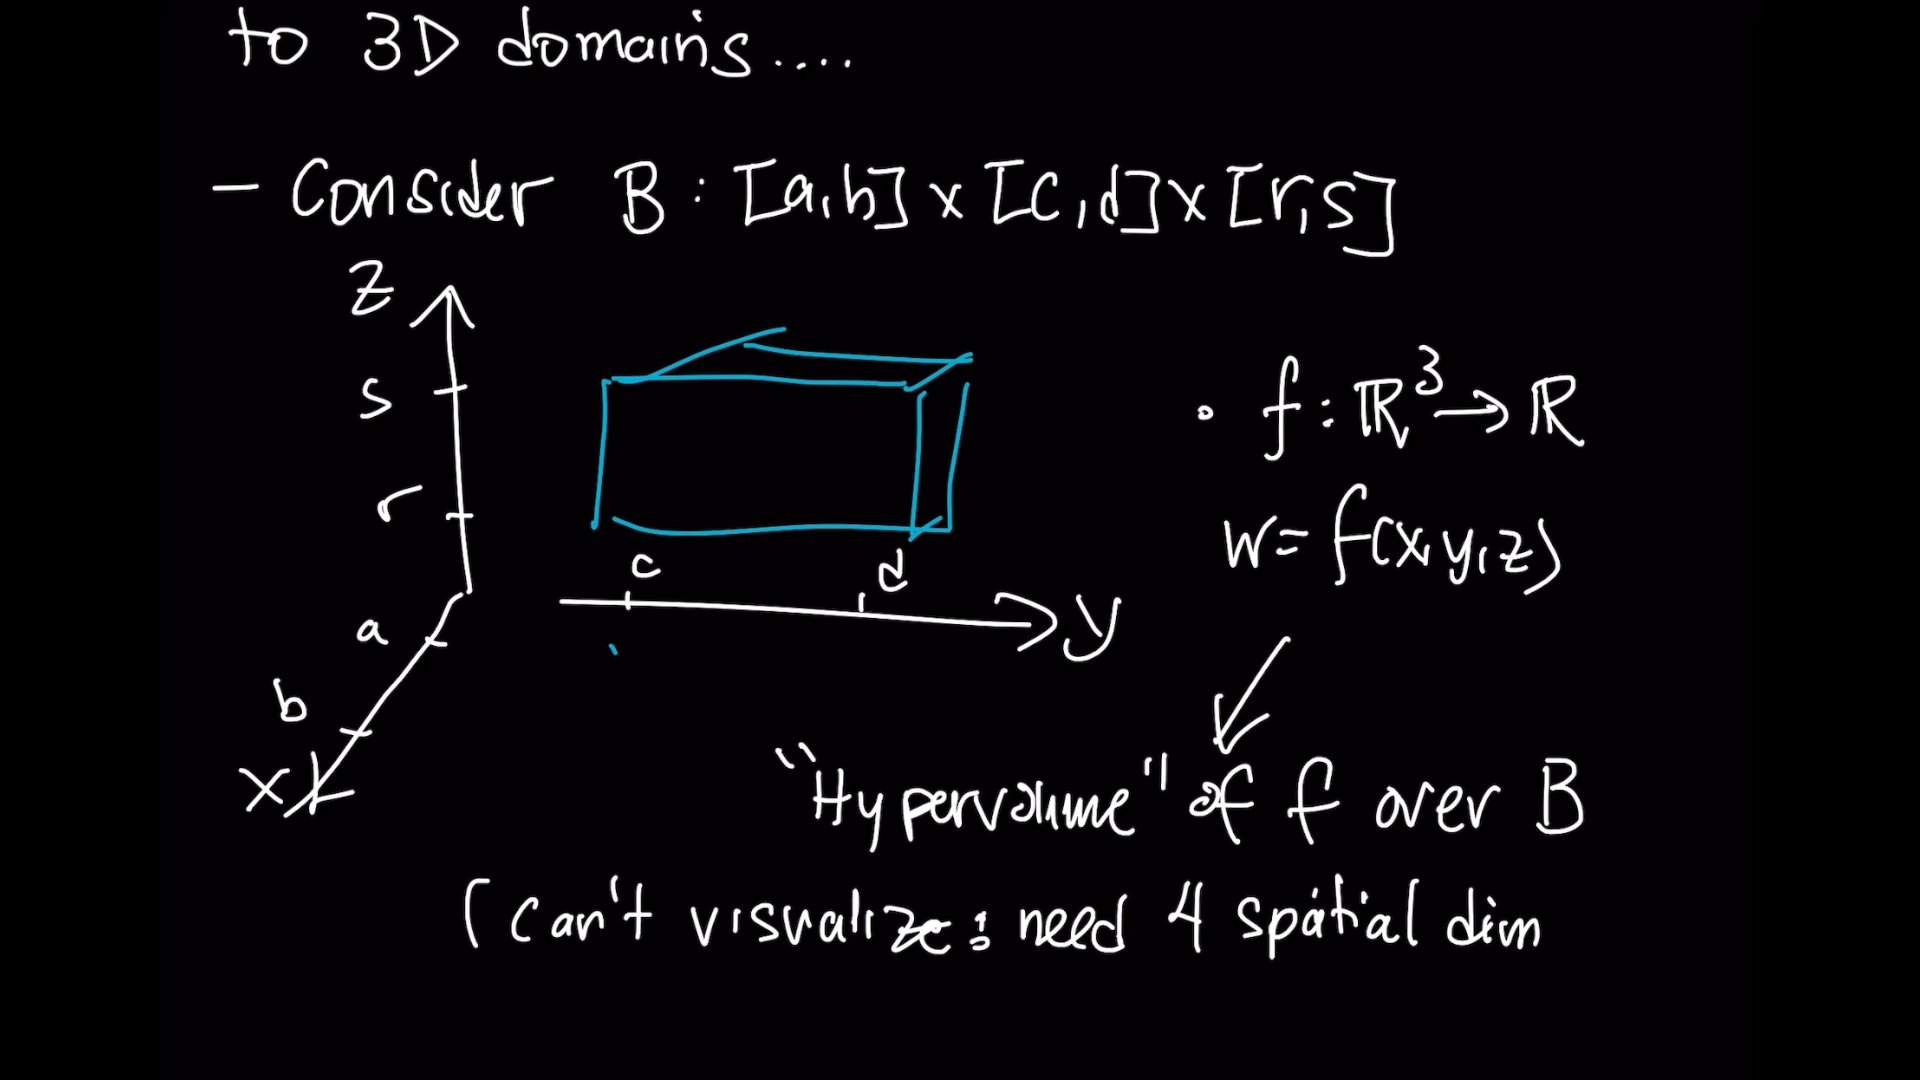 to 3D domains....
- Consider B : [a,b] x [c,d] x [r,s]
z
s
r
a
b
x
c
d
y
• f : ℝ³ → ℝ
w = f(x,y,z)
"Hypervolume" of f over B
(can't visualize : need 4 spatial dim